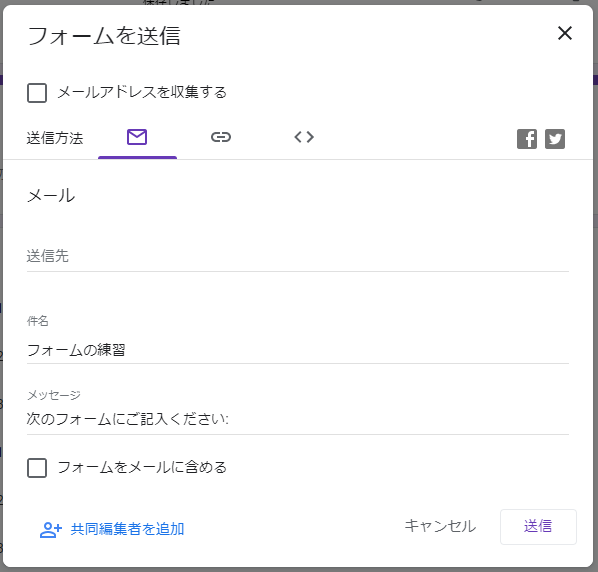 フォームを送信
メールアドレスを収集する
送信方法
メール
送信先
件名
フォームの練習
メッセージ
次のフォームにご記入ください:
フォームをメールに含める
共同編集者を追加
キャンセル
送信